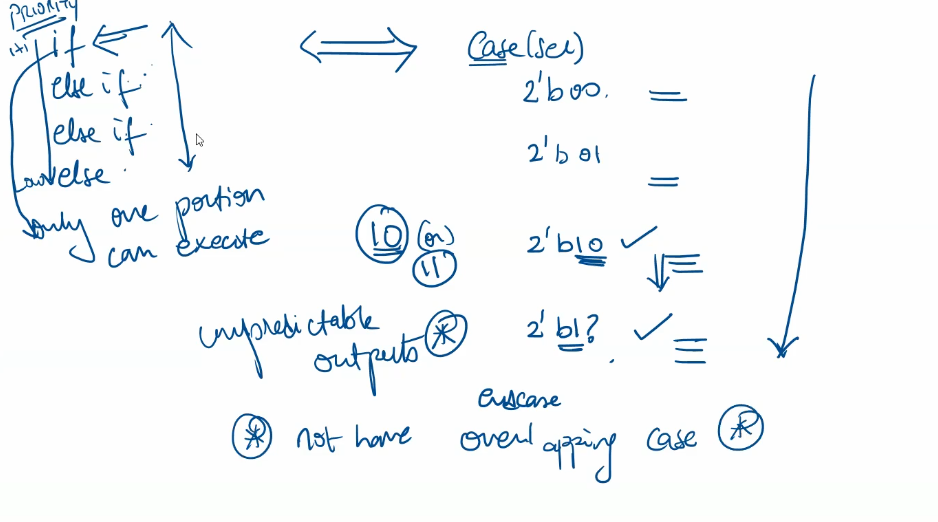 PRIORITY
if
else if
else if
else
only one portion
can execute
Case(sel)
2'b00.
2'b01
10 (or)
11
2'b10
2'b1?
unpredictable
outputs
endcase
not have overlapping case